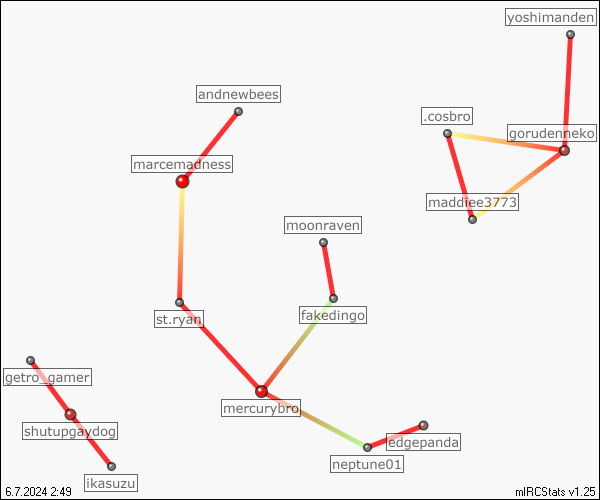 yoshimanden
andnewbees
.cosbro
gorudenneko
marcemadness
maddiee3773
moonraven
st.ryan
fakedingo
getro_gamer
mercurybro
shutupgaydog
edgepanda
neptune01
ikasuzu
6.7.2024 2:49
mIRCStats v1.25